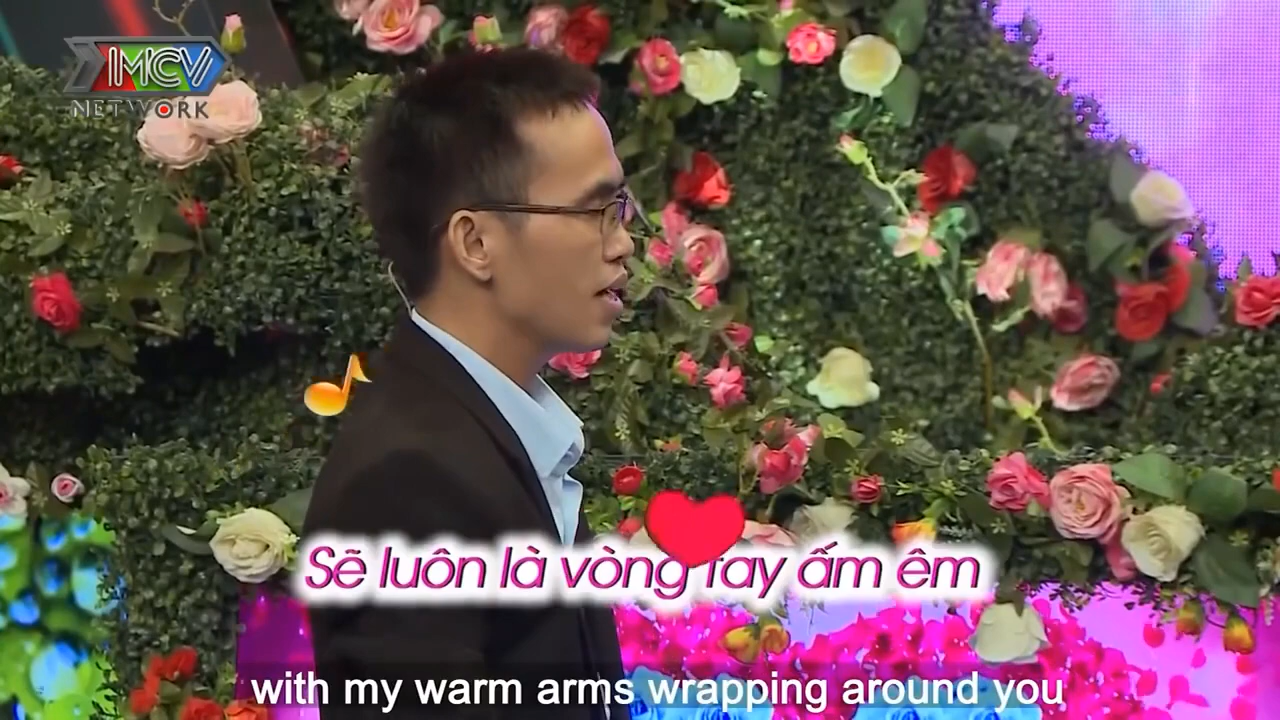 MCV
NETWORK
Sẽ luôn là vòng tay ấm êm
with my warm arms wrapping around you